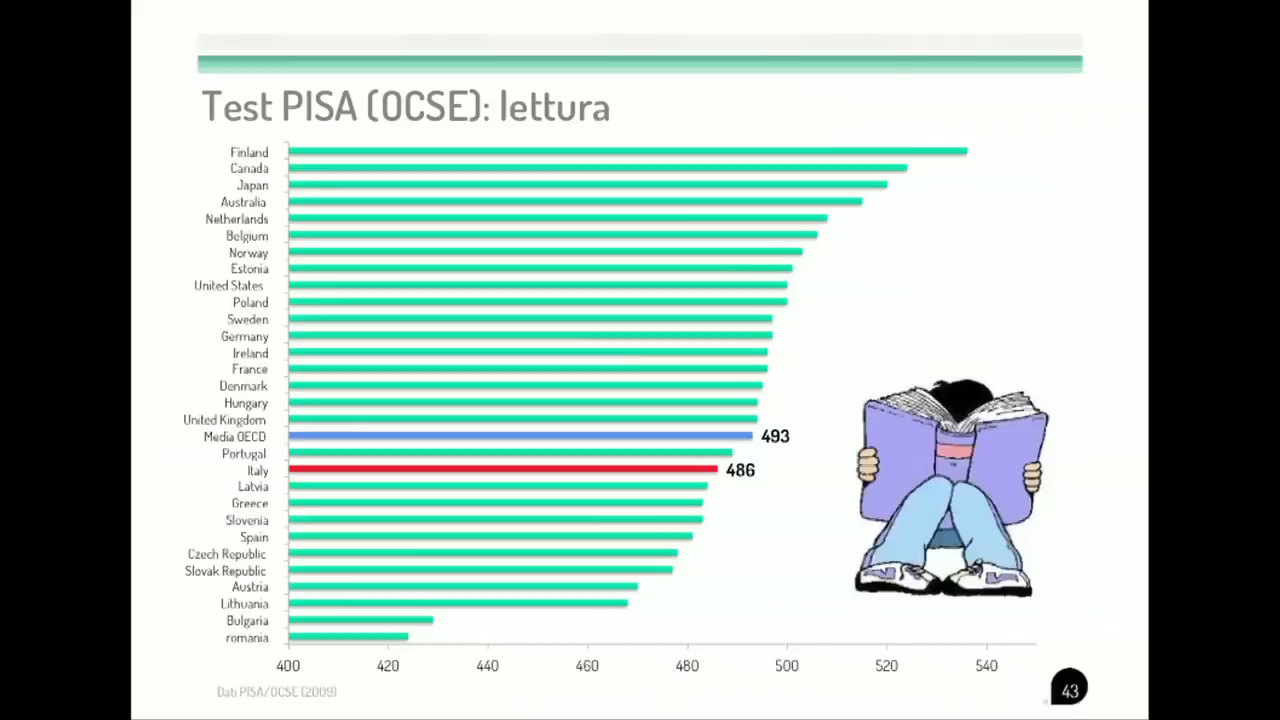 Test PISA (OCSE): lettura
Finland
Canada
Japan
Australia
Netherlands
Belgium
Norway
Estonia
United States
Poland
Sweden
Germany
Ireland
France
Denmark
Hungary
United Kingdom
Media OECD 493
Portugal
Italy 486
Latvia
Greece
Slovenia
Spain
Czech Republic
Slovak Republic
Austria
Lithuania
Bulgaria
romania
400 420 440 460 480 500 520 540
Dati PISA/OCSE (2009)
43